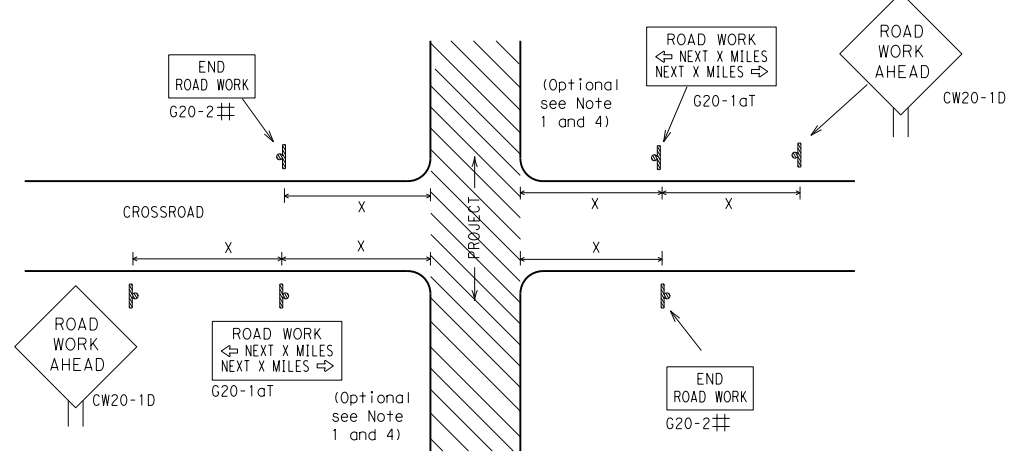 END
ROAD WORK
G20-2#
(Optional
see Note
1 and 4)
ROAD WORK
⇦ NEXT X MILES
NEXT X MILES ⇨
G20-1aT
ROAD
WORK
AHEAD
CW20-1D
X
X
X
CROSSROAD
PROJECT
X
X
X
ROAD
WORK
AHEAD
CW20-1D
ROAD WORK
⇦ NEXT X MILES
NEXT X MILES ⇨
G20-1aT
(Optional
see Note
1 and 4)
END
ROAD WORK
G20-2#